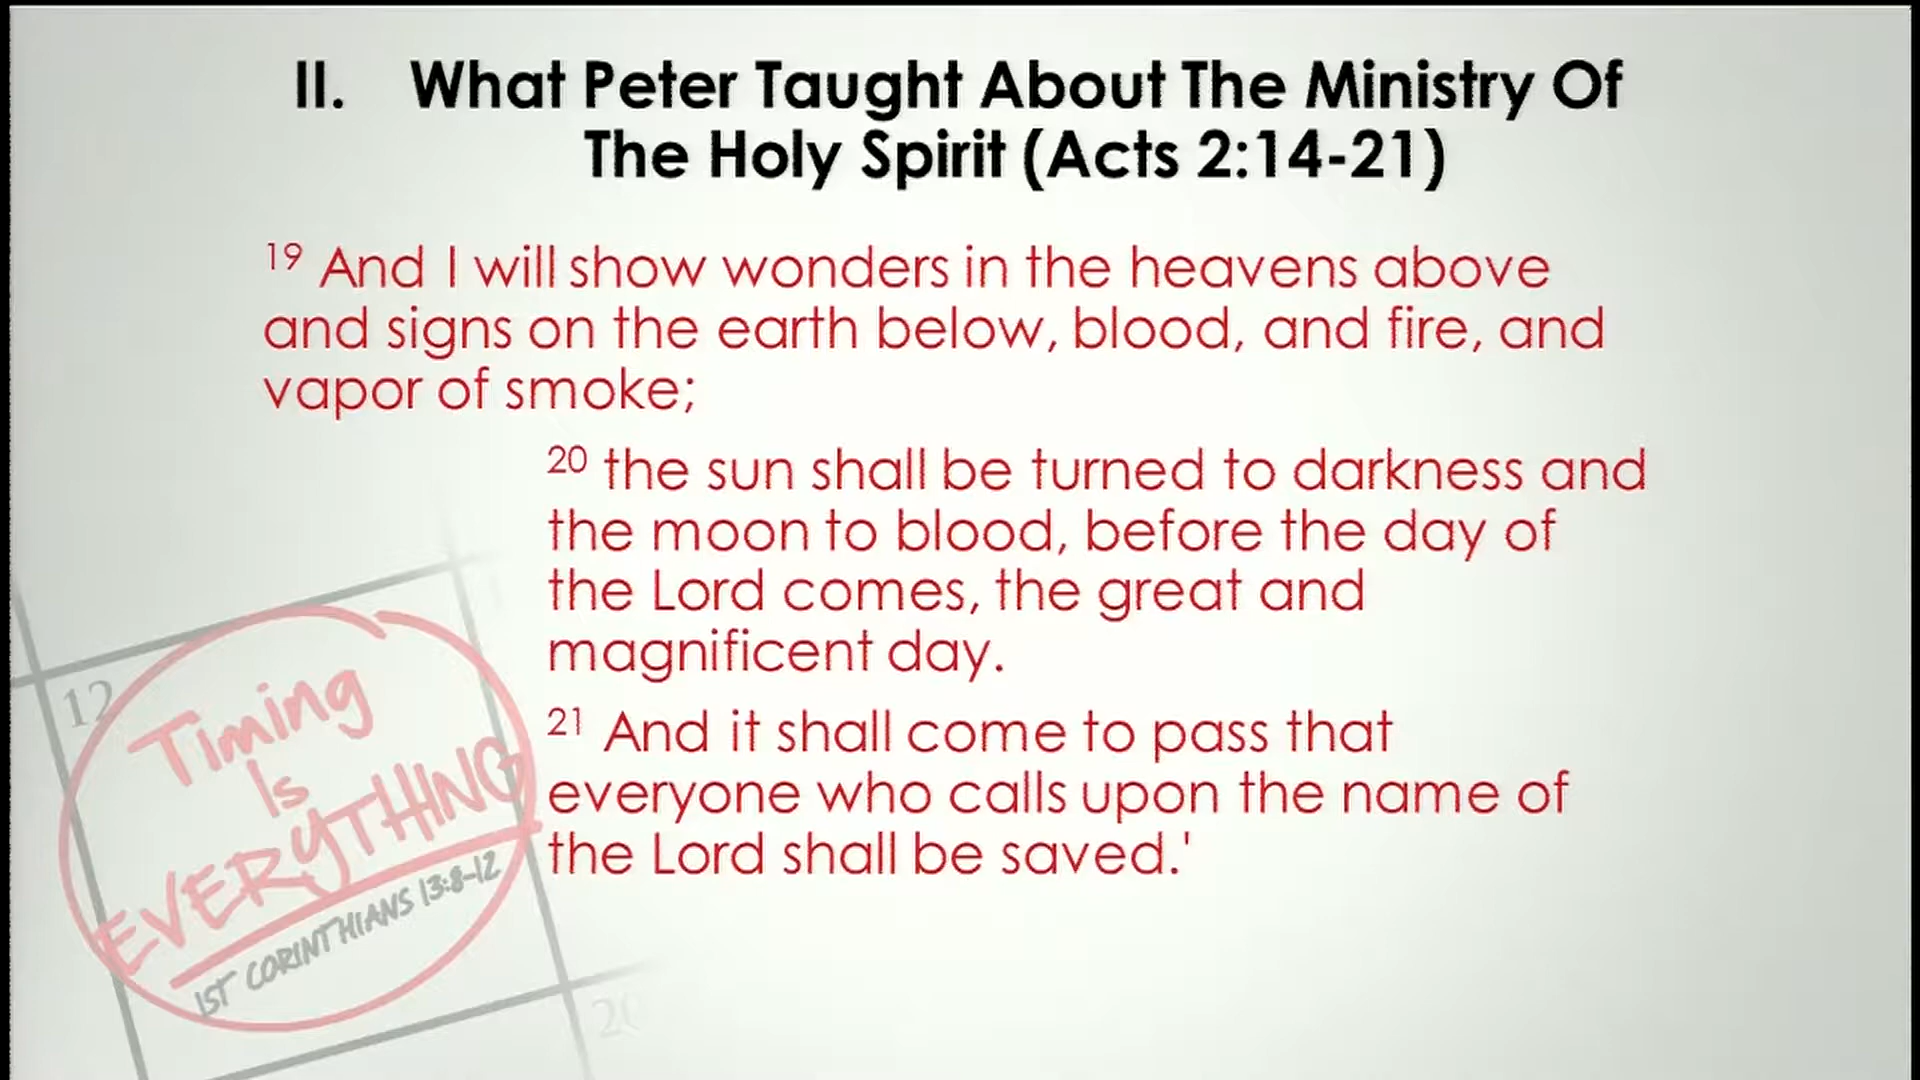 II. What Peter Taught About The Ministry Of
The Holy Spirit (Acts 2:14-21)
19 And I will show wonders in the heavens above
and signs on the earth below, blood, and fire, and
vapor of smoke;
20 the sun shall be turned to darkness and
the moon to blood, before the day of
the Lord comes, the great and
magnificent day.
21 And it shall come to pass that
everyone who calls upon the name of
the Lord shall be saved.'
12
Timing
Is
EVERYTHING
1ST CORINTHIANS 13:8-12
20